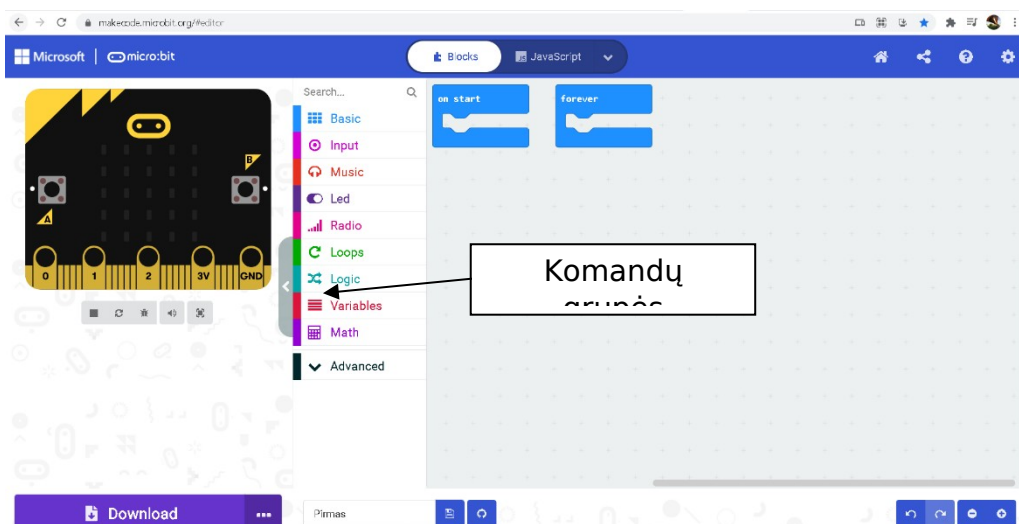 makecode.microbit.org/#editor
Microsoft micro:bit Blocks JavaScript
Search...
Basic
Input
Music
Led
Radio
Loops
Logic
Variables
Math
Advanced
on start forever
B
A
0 1 2 3V GND
Komandų
grupės
Download ... Pirmas